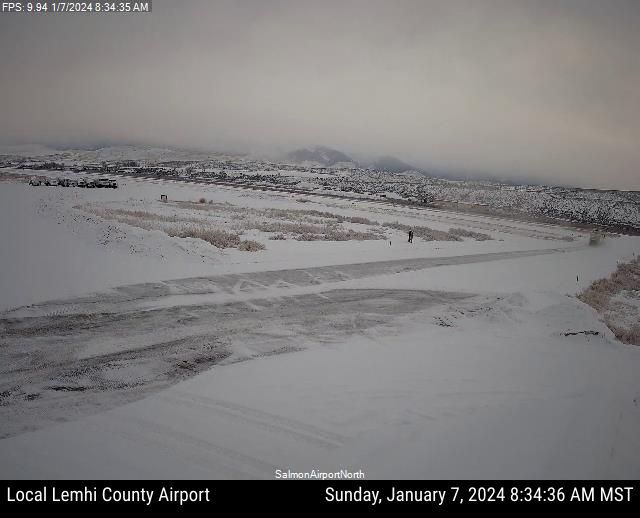 FPS: 9.94 1/7/2024 8:34:35 AM
SalmonAirportNorth
Local Lemhi County Airport Sunday, January 7, 2024 8:34:36 AM MST